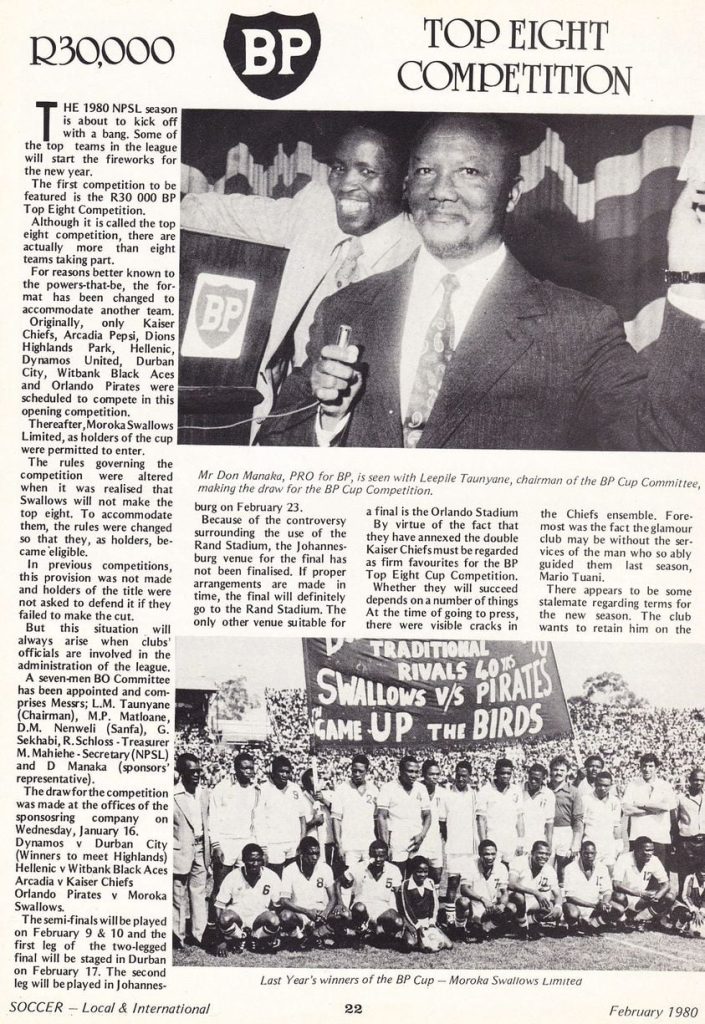 R30,000
BP
TOP EIGHT
COMPETITION
THE 1980 NPSL season
is about to kick off
with a bang. Some of
the top teams in the league
will start the fireworks for
the new year.
The first competition to be
featured is the R30 000 BP
Top Eight Competition.
Although it is called the top
eight competition, there are
actually more than eight
teams taking part.
For reasons better known to
the powers-that-be, the for-
mat has been changed to
accommodate another team.
Originally, only Kaiser
Chiefs, Arcadia Pepsi, Dions
Highlands Park, Hellenic,
Dynamos United, Durban
City, Witbank Black Aces
and Orlando Pirates were
scheduled to compete in this
opening competition.
Thereafter, Moroka Swallows
Limited, as holders of the cup
were permitted to enter.
The rules governing the
competition were altered
when it was realised that
Swallows will not make the
top eight. To accommodate
them, the rules were changed
so that they, as holders, be-
came eligible.
In previous competitions,
this provision was not made
and holders of the title were
not asked to defend it if they
failed to make the cut.
But this situation will
always arise when clubs'
officials are involved in the
administration of the league.
A seven-men BO Committee
has been appointed and com-
prises Messrs; L.M. Taunyane
(Chairman), M.P. Matloane,
D.M. Nenweli (Sanfa), G.
Sekhabi, R. Schloss - Treasurer
M. Mahiehe - Secretary (NPSL)
and D Manaka (sponsors'
representative).
The draw for the competition
was made at the offices of the
sponsosring company on
Wednesday, January 16.
Dynamos v Durban City
(Winners to meet Highlands)
Hellenic v Witbank Black Aces
Arcadia v Kaiser Chiefs
Orlando Pirates v Moroka
Swallows.
The semi-finals will be played
on February 9 & 10 and the
first leg of the two-legged
final will be staged in Durban
on February 17. The second
leg will be played in Johannes-
BP
Mr Don Manaka, PRO for BP, is seen with Leepile Taunyane, chairman of the BP Cup Committee,
making the draw for the BP Cup Competition.
burg on February 23.
Because of the controversy
surrounding the use of the
Rand Stadium, the Johannes-
burg venue for the final has
not been finalised. If proper
arrangements are made in
time, the final will definitely
go to the Rand Stadium. The
only other venue suitable for
a final is the Orlando Stadium
By virtue of the fact that
they have annexed the double
Kaiser Chiefs must be regarded
as firm favourites for the BP
Top Eight Cup Competition.
Whether they will succeed
depends on a number of things
At the time of going to press,
there were visible cracks in
the Chiefs ensemble. Fore-
most was the fact the glamour
club may be without the ser-
vices of the man who so ably
guided them last season,
Mario Tuani.
There appears to be some
stalemate regarding terms for
the new season. The club
wants to retain him on the
TRADITIONAL
RIVALS 40 YRS
SWALLOWS V/S PIRATES
GAME UP THE BIRDS
6
8
5
Last Year's winners of the BP Cup — Moroka Swallows Limited
SOCCER — Local & International
22
February 1980